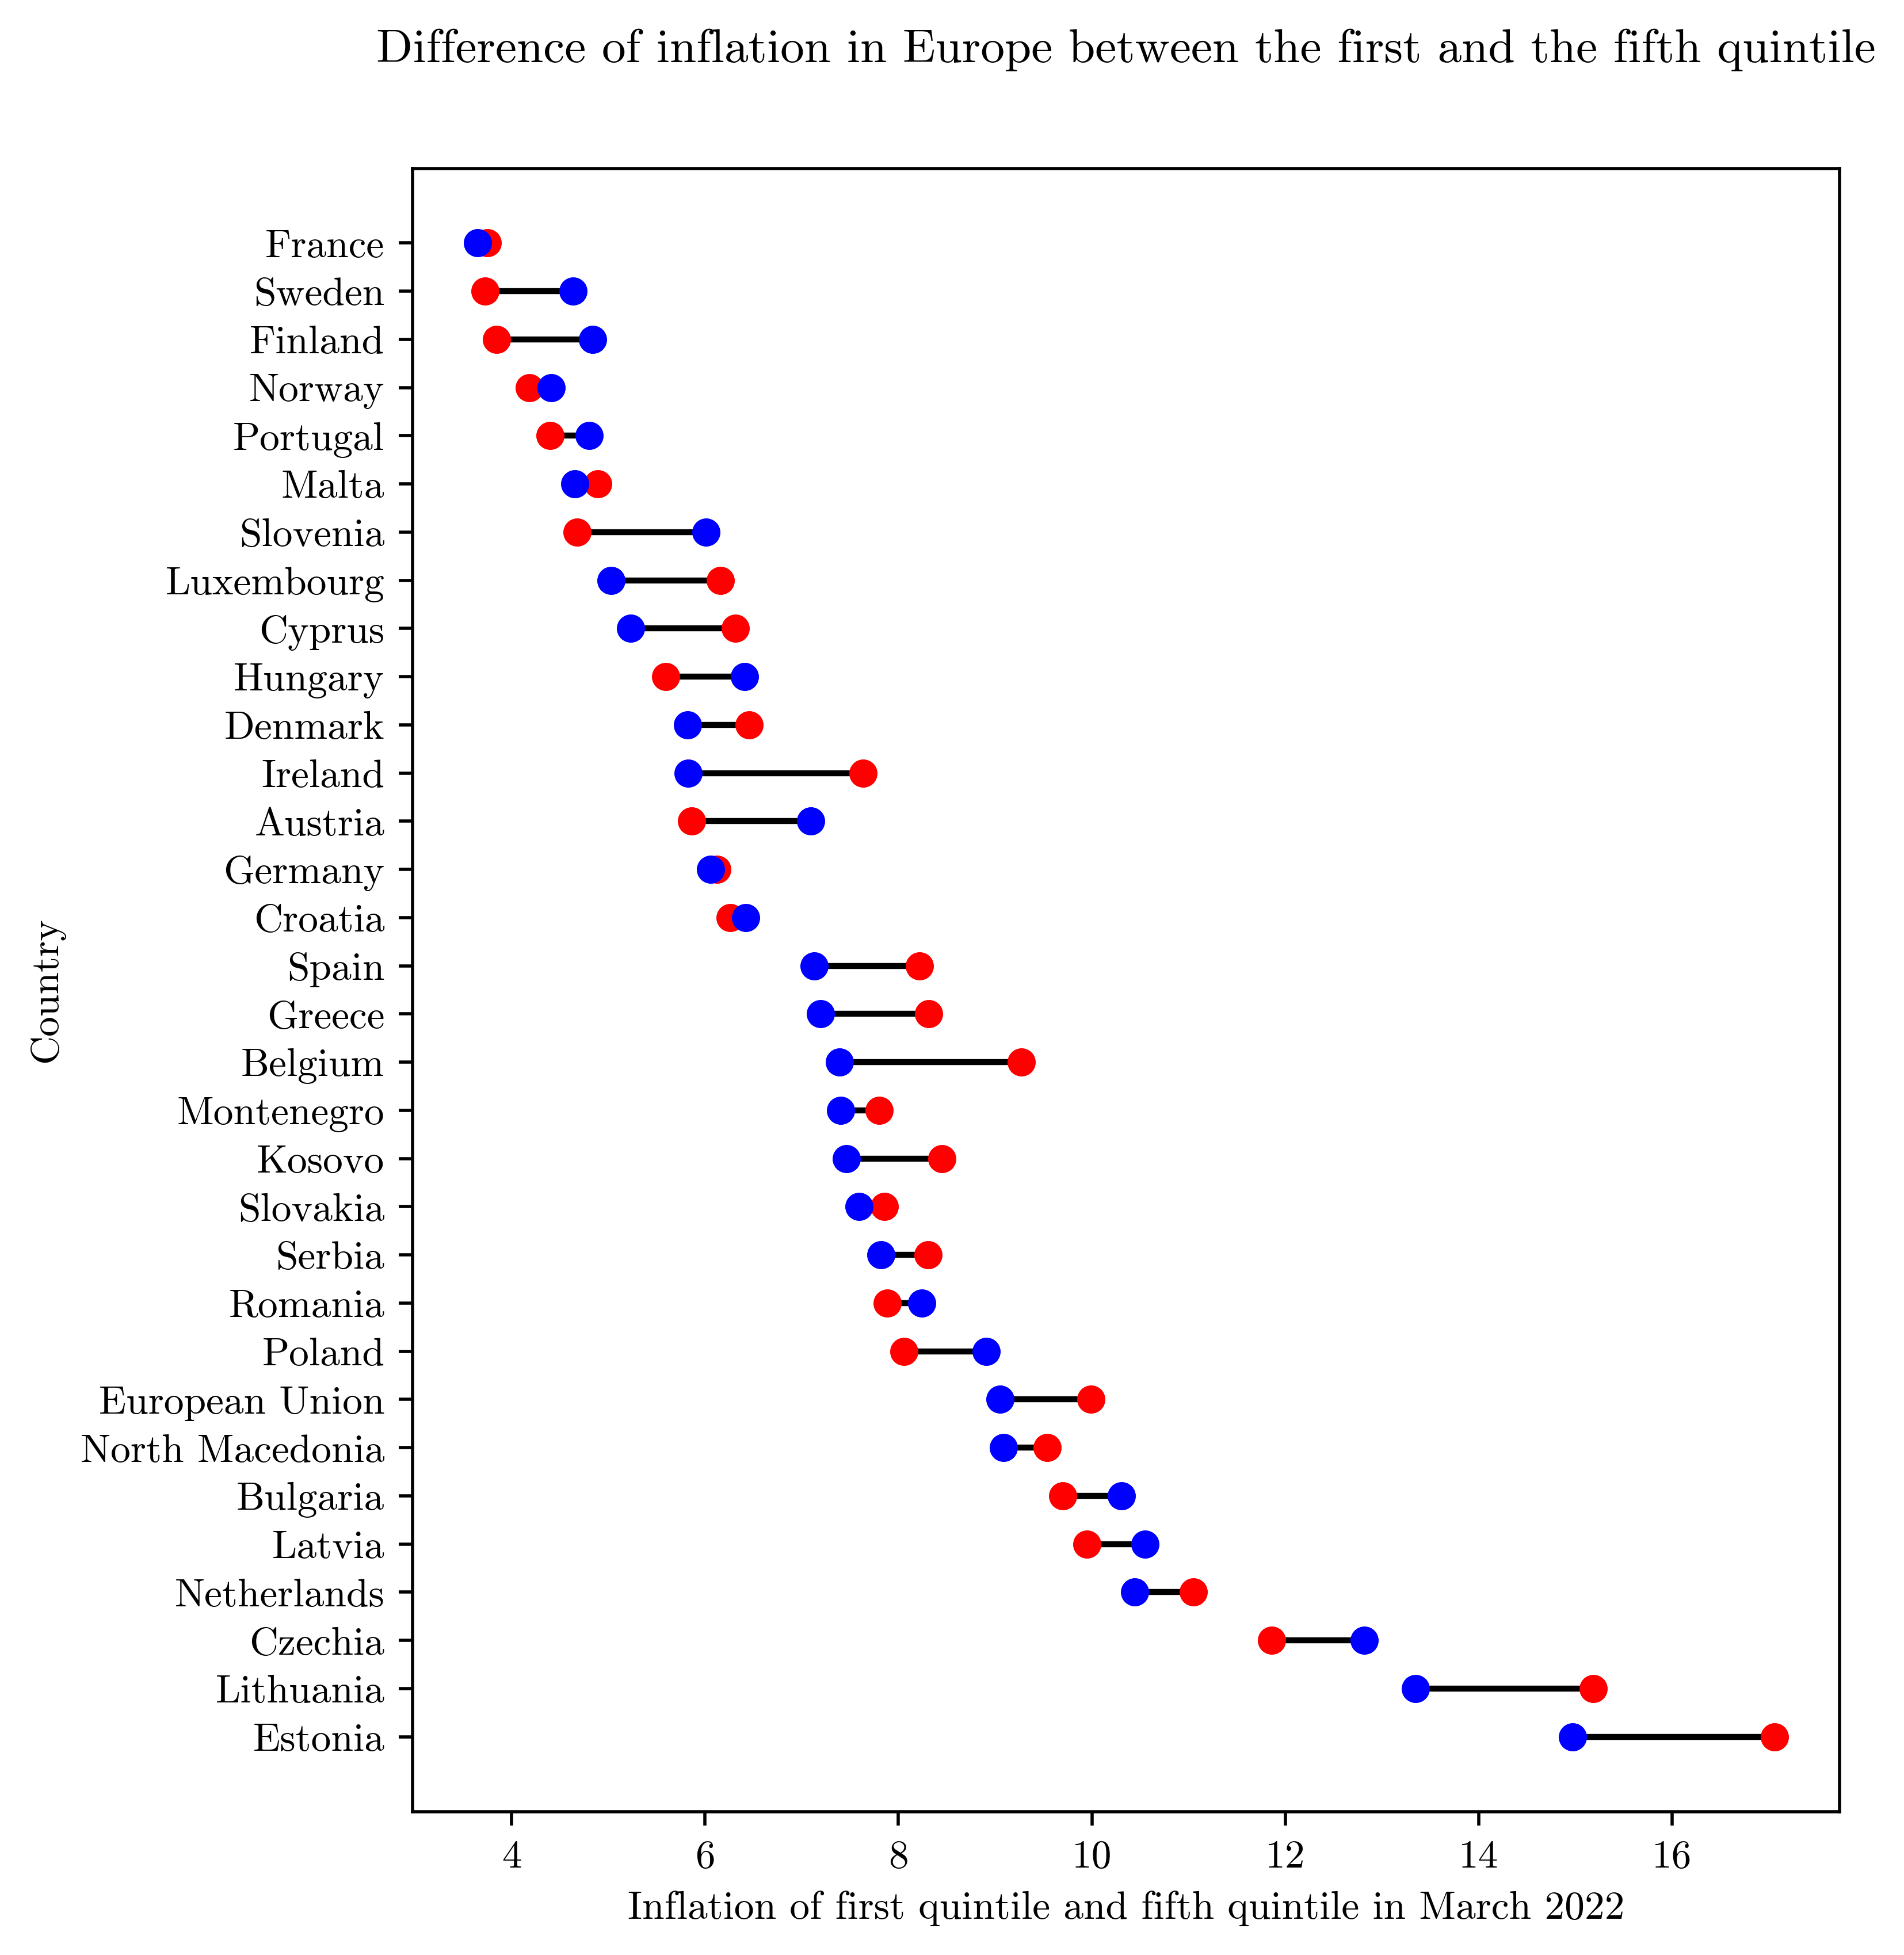 Difference of inflation in Europe between the first and the fifth quintile
France
Sweden
Finland
Norway
Portugal
Malta
Slovenia
Luxembourg
Cyprus
Hungary
Denmark
Ireland
Austria
Germany
Croatia
Spain
Greece
Belgium
Montenegro
Kosovo
Slovakia
Serbia
Romania
Poland
European Union
North Macedonia
Bulgaria
Latvia
Netherlands
Czechia
Lithuania
Estonia
Country
4 6 8 10 12 14 16
Inflation of first quintile and fifth quintile in March 2022